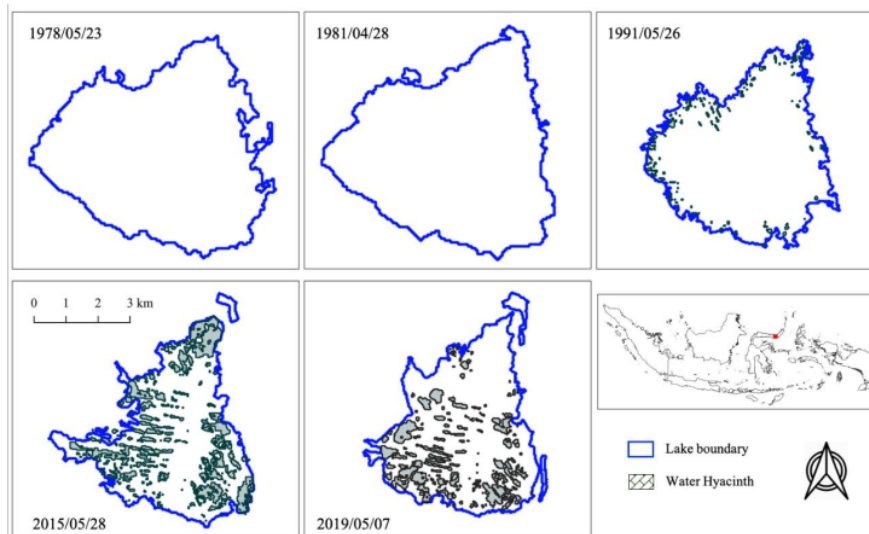 1978/05/23
1981/04/28
1991/05/26
0 1 2 3 km
2015/05/28
2019/05/07
Lake boundary
Water Hyacinth